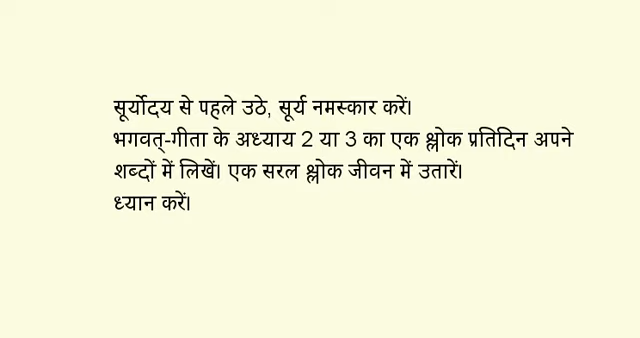 सूर्योदय से पहले उठे, सूर्य नमस्कार करें।
भगवत्-गीता के अध्याय 2 या 3 का एक श्लोक प्रतिदिन अपने
शब्दों में लिखें। एक सरल श्लोक जीवन में उतारें।
ध्यान करें।